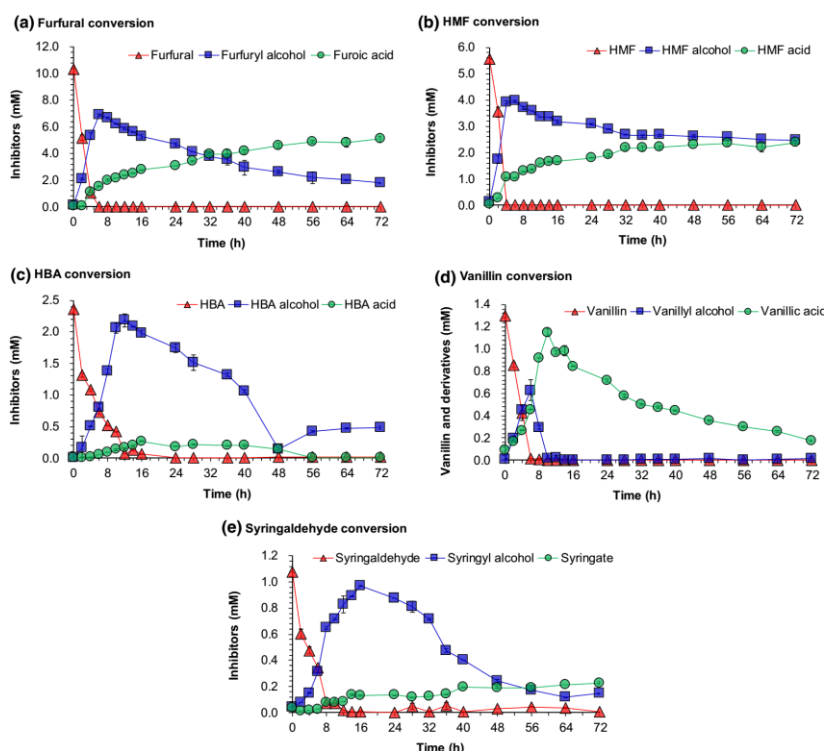 (a) Furfural conversion
Furfural Furfuryl alcohol Furoic acid
Inhibitors (mM)
12.0
10.0
8.0
6.0
4.0
2.0
0.0
0 8 16 24 32 40 48 56 64 72
Time (h)
(b) HMF conversion
HMF HMF alcohol HMF acid
Inhibitors (mM)
6.0
5.0
4.0
3.0
2.0
1.0
0.0
0 8 16 24 32 40 48 56 64 72
Time (h)
(c) HBA conversion
HBA HBA alcohol HBA acid
Inhibitors (mM)
2.5
2.0
1.5
1.0
0.5
0.0
0 8 16 24 32 40 48 56 64 72
Time (h)
(d) Vanillin conversion
Vanillin Vanillyl alcohol Vanillic acid
Vanillin and derivatives (mM)
1.4
1.2
1.0
0.8
0.6
0.4
0.2
0.0
0 8 16 24 32 40 48 56 64 72
Time (h)
(e) Syringaldehyde conversion
Syringaldehyde Syringyl alcohol Syringate
Inhibitors (mM)
1.2
1.0
0.8
0.6
0.4
0.2
0.0
0 8 16 24 32 40 48 56 64 72
Time (h)